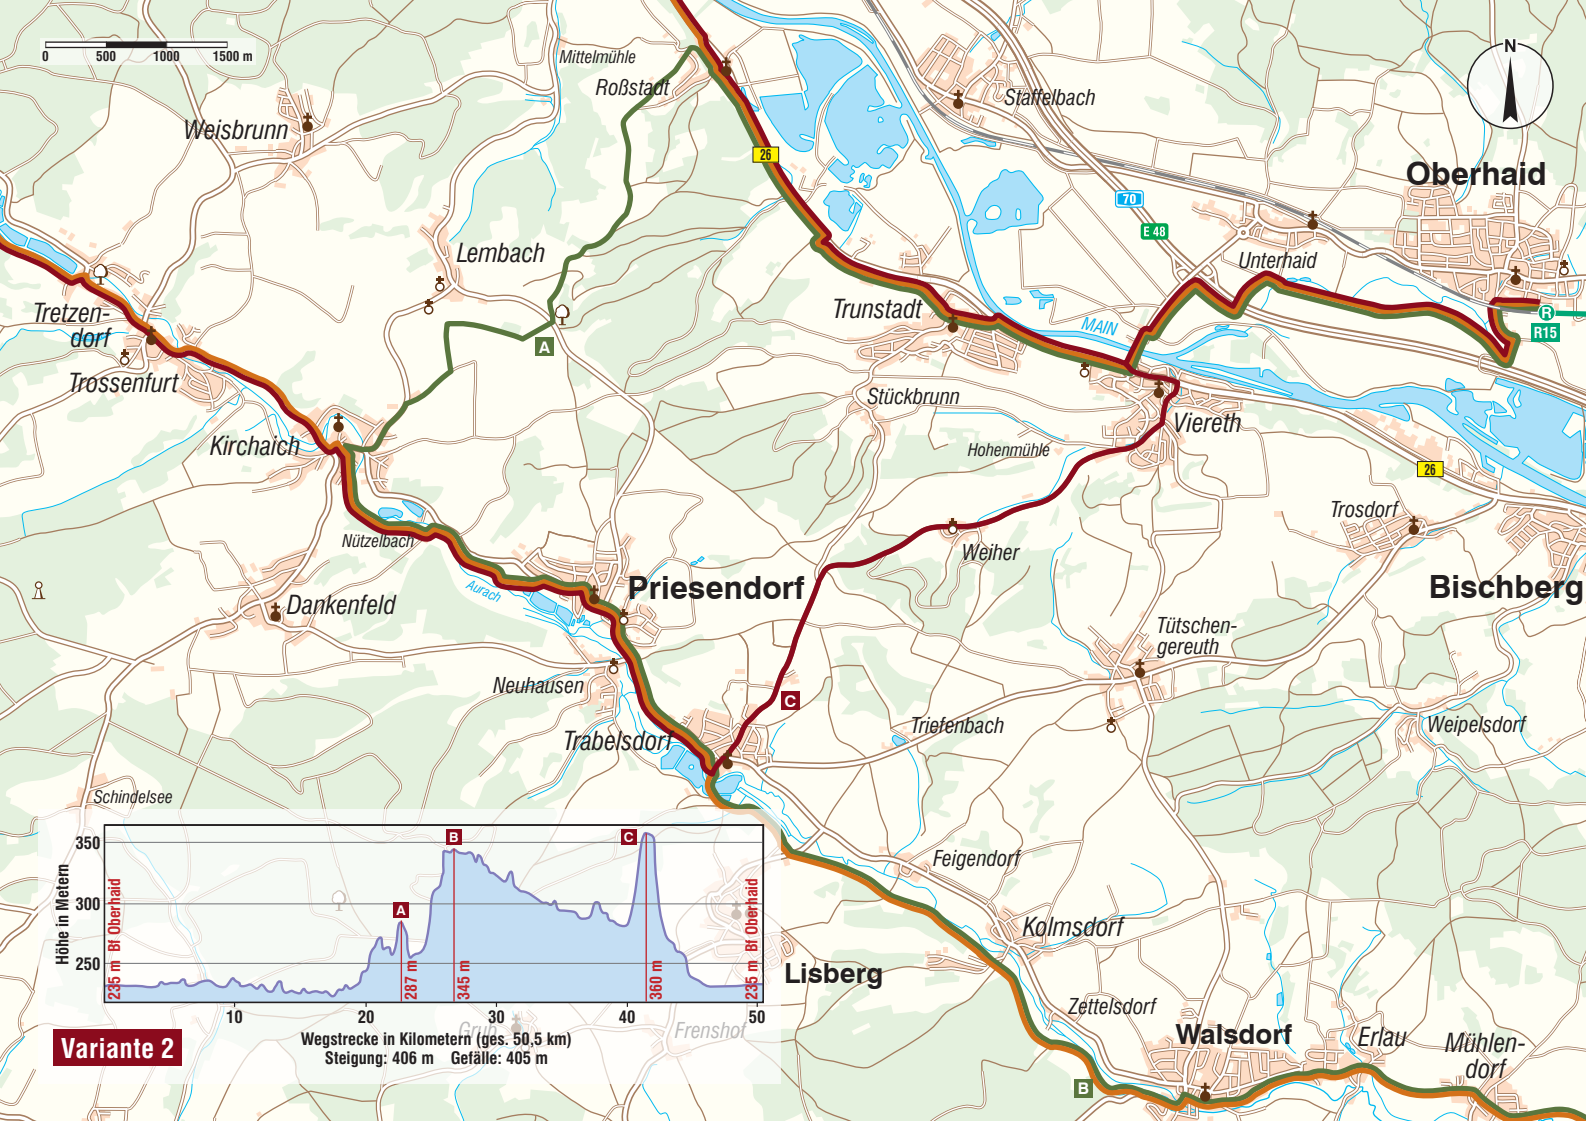 0 500 1000 1500 m
Mittelmühle
Roßstadt
Staffelbach
N
Weisbrunn
26
Oberhaid
70
E 48
Lembach
Unterhaid
Tretzen-
dorf
Trunstadt
MAIN
R
R15
A
Trossenfurt
Stückbrunn
Viereth
Kirchaich
Hohenmühle
26
Trosdorf
Nützelbach
Weiher
Aurach
Priesendorf
Bischberg
Dankenfeld
Tütschen-
gereuth
Neuhausen
C
Trabelsdorf
Triefenbach
Weipelsdorf
Schindelsee
Feigendorf
Kolmsdorf
Lisberg
Zettelsdorf
Walsdorf
Erlau
Mühlen-
dorf
B
Grub
Frenshof
Höhe in Metern
350
300
250
A
B
C
235 m Bf Oberhaid
287 m
345 m
360 m
235 m Bf Oberhaid
10 20 30 40 50
Wegstrecke in Kilometern (ges. 50,5 km)
Steigung: 406 m Gefälle: 405 m
Variante 2